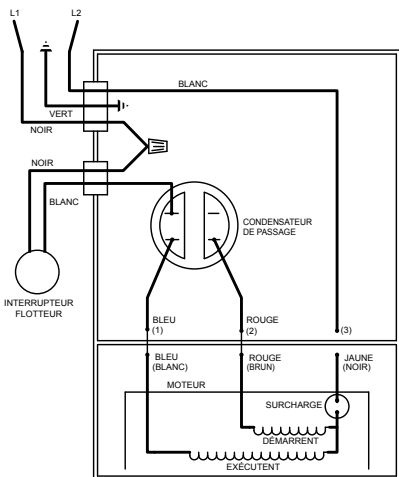 L1
L2
BLANC
VERT
NOIR
NOIR
BLANC
CONDENSATEUR
DE PASSAGE
INTERRUPTEUR
FLOTTEUR
BLEU
(1)
ROUGE
(2)
(3)
BLEU
(BLANC)
ROUGE
(BRUN)
JAUNE
(NOIR)
MOTEUR
SURCHARGE
DÉMARRENT
EXÉCUTENT